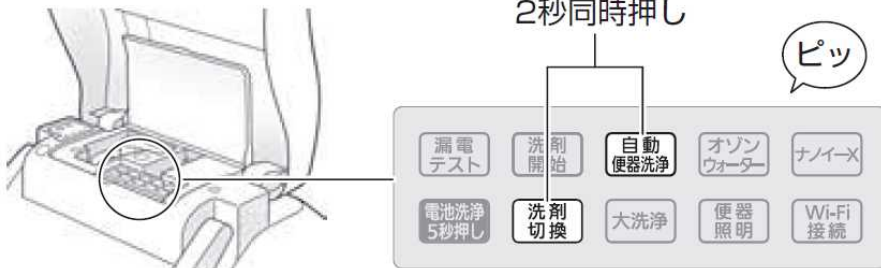 2秒同時押し
ピッ
漏電
テスト
洗剤
開始
自動
便器洗浄
オゾン
ウォーター
ナノイーX
電池洗浄
5秒押し
洗剤
切換
大洗浄
便器
照明
Wi-Fi
接続